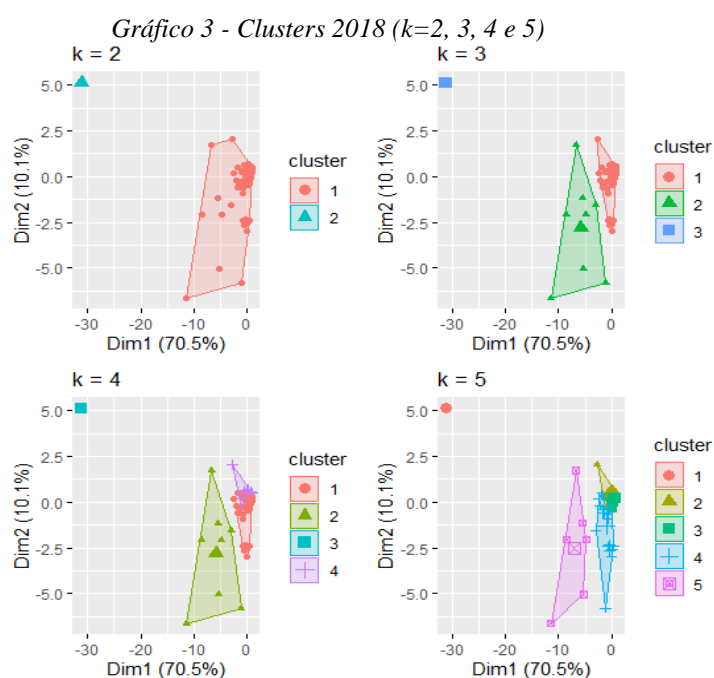 Gráfico 3 - Clusters 2018 (k=2, 3, 4 e 5)
k = 2
5.0
2.5
0.0
-2.5
-5.0
Dim2 (10.1%)
-30 -20 -10 0
Dim1 (70.5%)
cluster
1
2
k = 3
5.0
2.5
0.0
-2.5
-5.0
Dim2 (10.1%)
-30 -20 -10 0
Dim1 (70.5%)
cluster
1
2
3
k = 4
5.0
2.5
0.0
-2.5
-5.0
Dim2 (10.1%)
-30 -20 -10 0
Dim1 (70.5%)
cluster
1
2
3
4
k = 5
5.0
2.5
0.0
-2.5
-5.0
Dim2 (10.1%)
-30 -20 -10 0
Dim1 (70.5%)
cluster
1
2
3
4
5